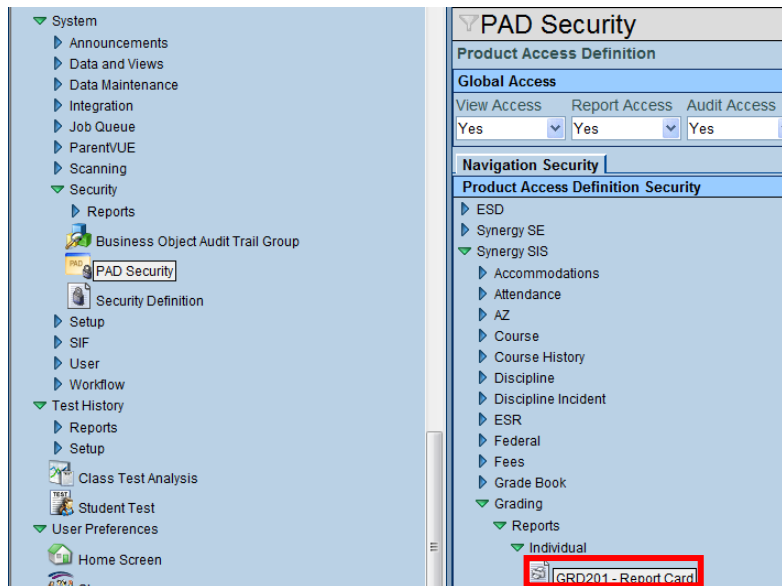 System
Announcements
Data and Views
Data Maintenance
Integration
Job Queue
ParentVUE
Scanning
Security
Reports
Business Object Audit Trail Group
PAD
PAD Security
Security Definition
Setup
SIF
User
Workflow
Test History
Reports
Setup
Class Test Analysis
TEST
Student Test
User Preferences
Home Screen
PAD Security
Product Access Definition
Global Access
View Access Report Access Audit Access
Yes Yes Yes
Navigation Security
Product Access Definition Security
ESD
Synergy SE
Synergy SIS
Accommodations
Attendance
AZ
Course
Course History
Discipline
Discipline Incident
ESR
Federal
Fees
Grade Book
Grading
Reports
Individual
GRD201 - Report Card